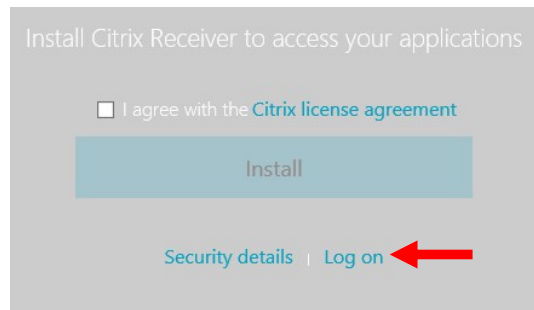 Install Citrix Receiver to access your applications
I agree with the Citrix license agreement
Install
Security details | Log on